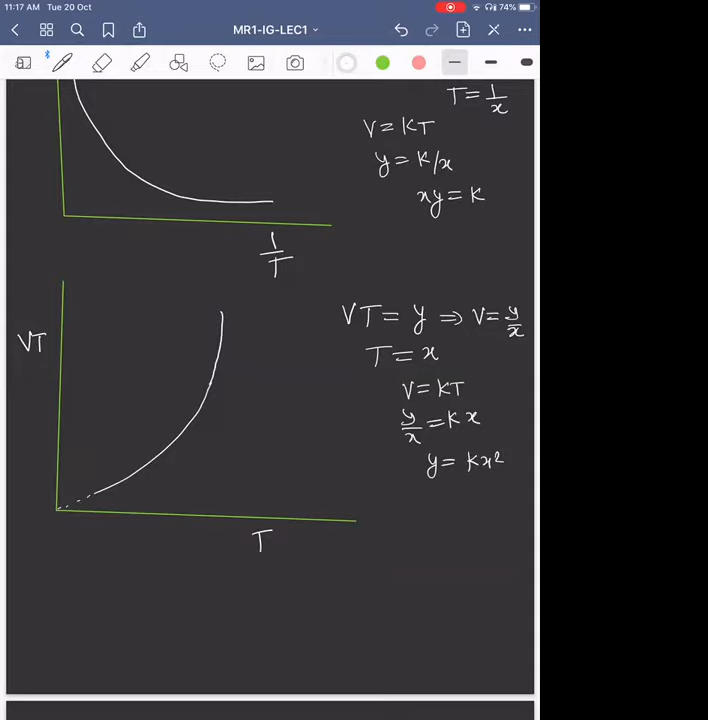 11:17 AM Tue 20 Oct
74%
MR1-IG-LEC1
T = 1/x
V = KT
y = K/x
xy = K
1/T
VT
VT = y ⇒ V = y/x
T = x
V = KT
y/x = Kx
y = Kx²
T